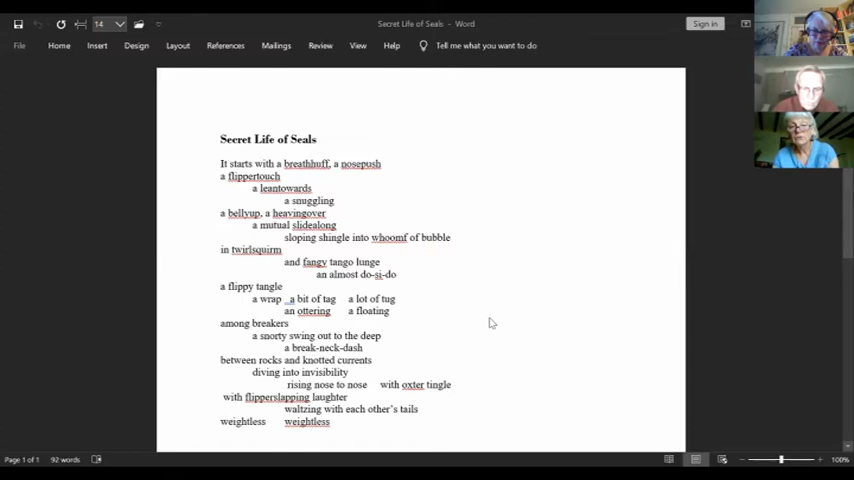 14
Secret Life of Seals - Word
Sign in
File Home Insert Design Layout References Mailings Review View Help Tell me what you want to do
Secret Life of Seals
It starts with a breathhuff, a nosepush
a flippertouch
a leantowards
a snuggling
a bellyup, a heavingover
a mutual slidealong
sloping shingle into whoomf of bubble
in twirlsquirm
and fangy tango lunge
an almost do-si-do
a flippy tangle
a wrap a bit of tag a lot of tug
an ottering a floating
among breakers
a snorty swing out to the deep
a break-neck-dash
between rocks and knotted currents
diving into invisibility
rising nose to nose with oxter tingle
with flipperslapping laughter
waltzing with each other's tails
weightless weightless
Page 1 of 1 92 words 100%